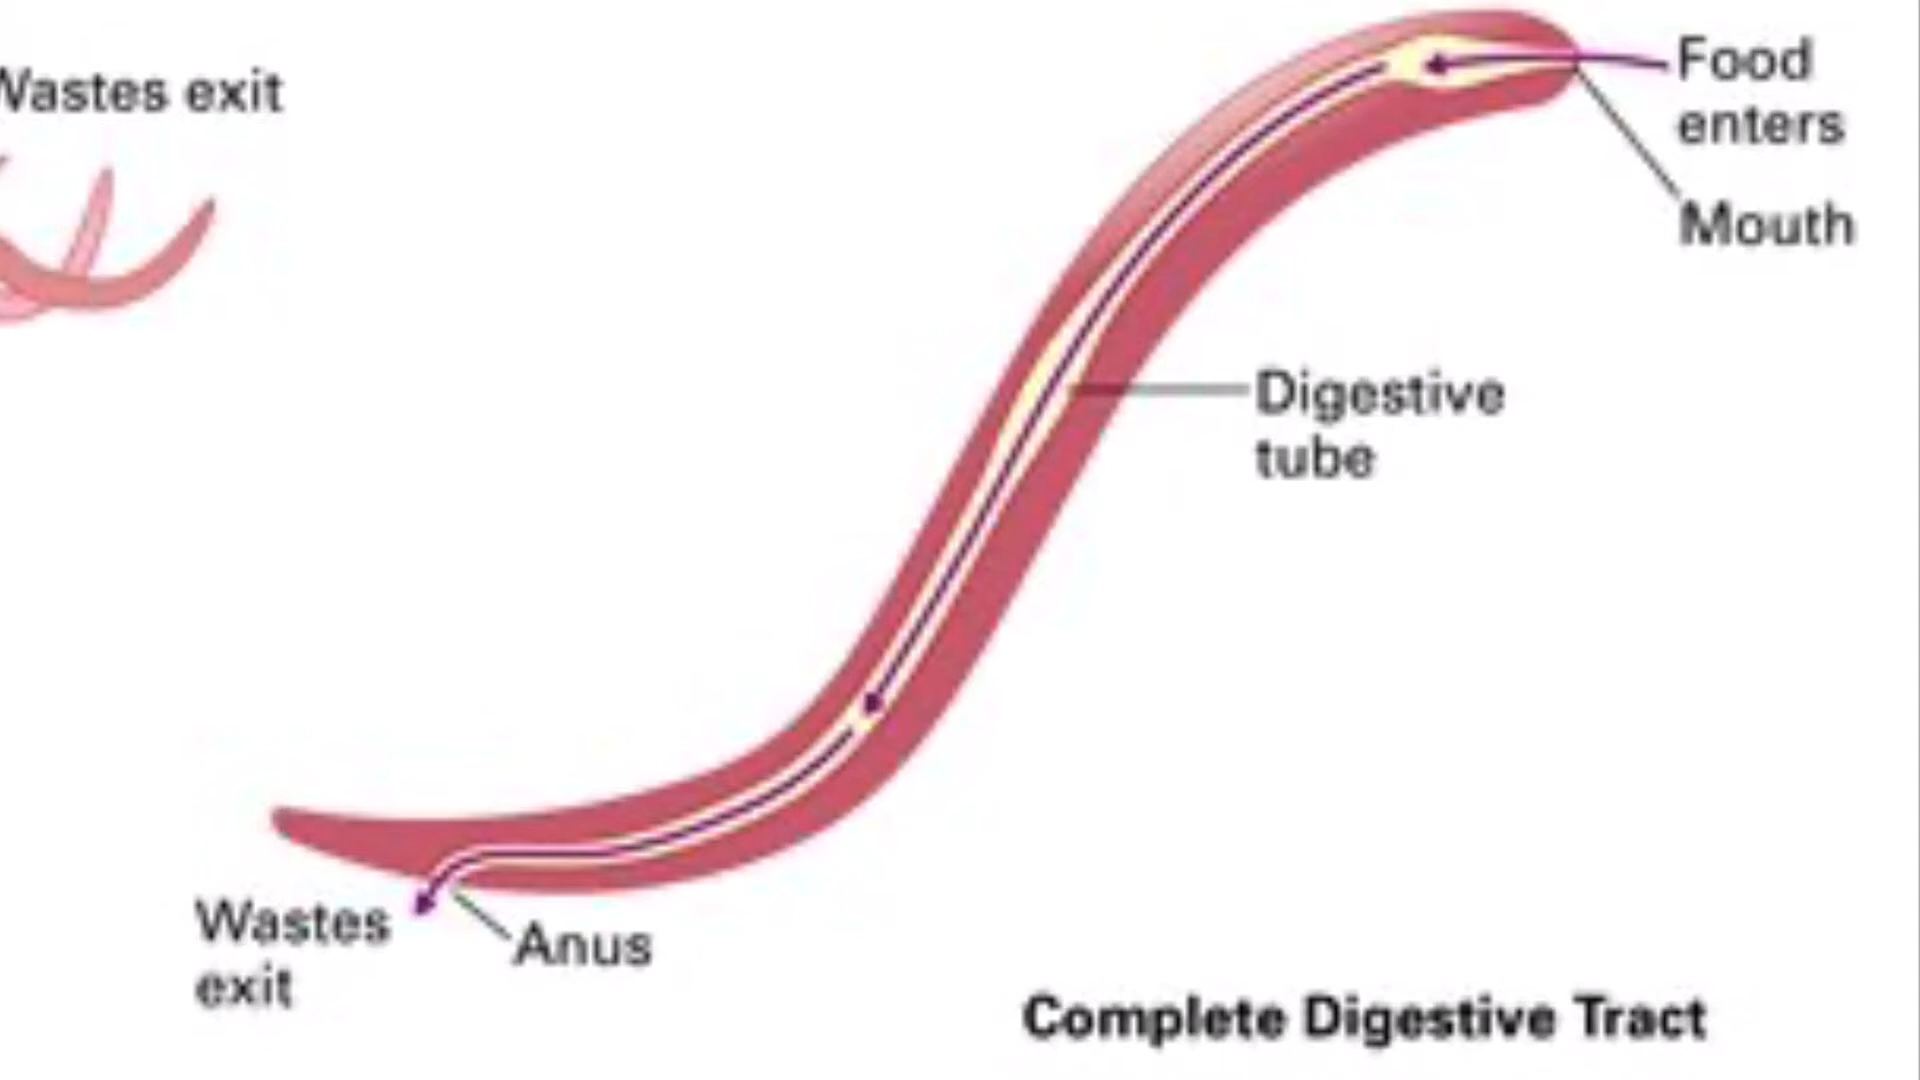 Wastes exit
Food
enters
Mouth
Digestive
tube
Wastes
exit
Anus
Complete Digestive Tract